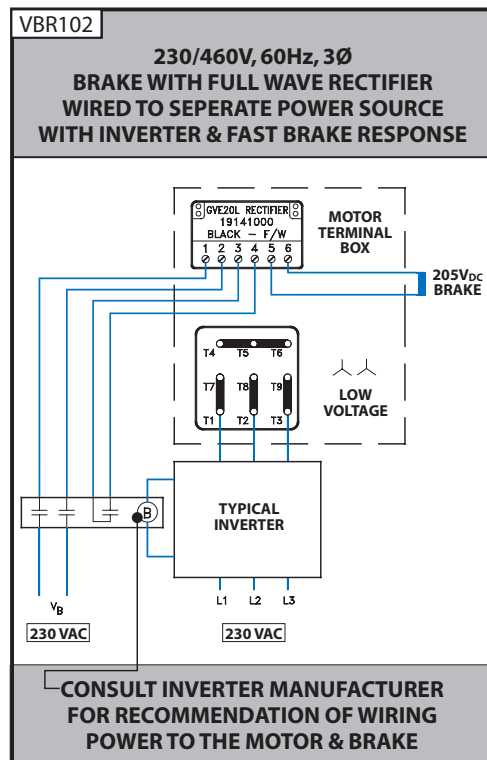 VBR102
230/460V, 60Hz, 3Ø
BRAKE WITH FULL WAVE RECTIFIER
WIRED TO SEPERATE POWER SOURCE
WITH INVERTER & FAST BRAKE RESPONSE
GVE20L RECTIFIER
19141000
BLACK - F/W
1 2 3 4 5 6
MOTOR
TERMINAL
BOX
205VDC
BRAKE
T4 T5 T6
T7 T8 T9
T1 T2 T3
LOW
VOLTAGE
B
TYPICAL
INVERTER
L1 L2 L3
VB
230 VAC
230 VAC
CONSULT INVERTER MANUFACTURER
FOR RECOMMENDATION OF WIRING
POWER TO THE MOTOR & BRAKE